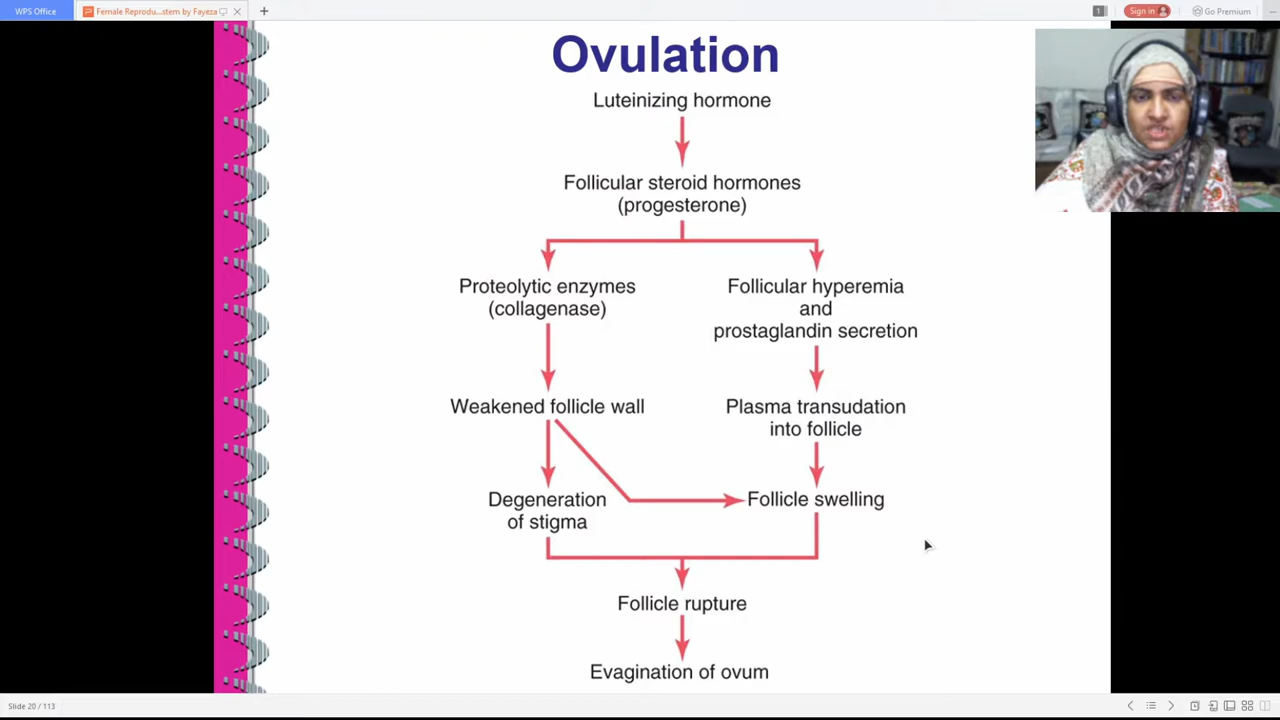 WPS Office
Female Reprodu...stem by Fayeza
1
Sign in
Go Premium
Ovulation
Luteinizing hormone
Follicular steroid hormones
(progesterone)
Proteolytic enzymes
(collagenase)
Follicular hyperemia
and
prostaglandin secretion
Weakened follicle wall
Plasma transudation
into follicle
Degeneration
of stigma
Follicle swelling
Follicle rupture
Evagination of ovum
Slide 20 / 113